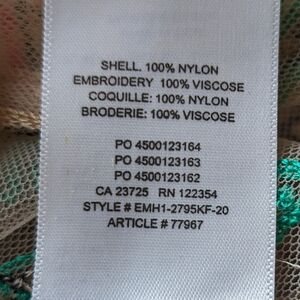 SHELL. 100% NYLON
EMBROIDERY 100% VISCOSE
COQUILLE: 100% NYLON
BRODERIE: 100% VISCOSE
PO 4500123164
PO 4500123163
PO 4500123162
CA 23725 RN 122354
STYLE # EMH1-2795KF-20
ARTICLE # 77967